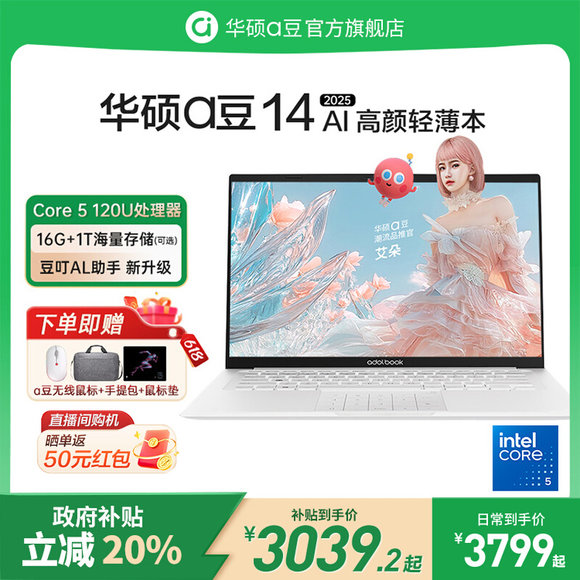 华硕a豆官方旗舰店
华硕a豆14 2025 AI高颜轻薄本
Core 5 120U处理器
16G+1T海量存储(可选)
豆叮AL助手 新升级
华硕a豆
潮流品推官
艾朵
下单即赠
618
a豆无线鼠标+手提包+鼠标垫
直播间购机
晒单返
50元红包
adolbook
intel
CORE 5
政府补贴
立减20%
补贴到手价
¥3039.2起
日常到手价
¥3799起